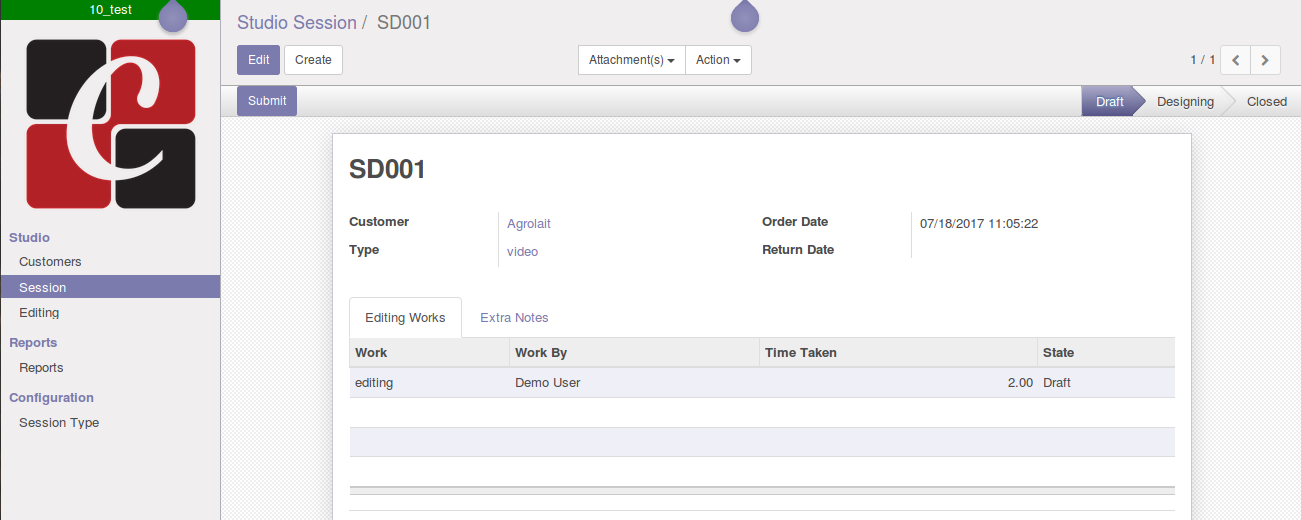 10_test
Studio Session / SD001
Edit Create Attachment(s) Action 1 / 1
Submit Draft Designing Closed
Studio
Customers
Session
Editing
Reports
Reports
Configuration
Session Type
SD001
Customer Agrolait Order Date 07/18/2017 11:05:22
Type video Return Date
Editing Works Extra Notes
Work Work By Time Taken State
editing Demo User 2.00 Draft